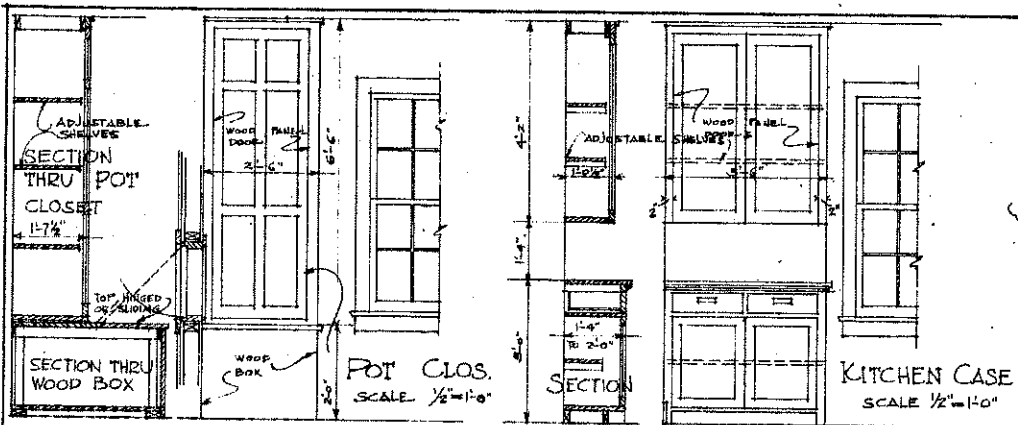 ADJUSTABLE
SHELVES
SECTION
THRU POT
CLOSET
1'-7½"
TOP HINGED
OR SLIDING
SECTION THRU
WOOD BOX
WOOD
DOOR
PANEL
2'-6"
6'-6"
2'-0"
WOOD
BOX
POT CLOS.
SCALE ½"=1'-0"
4'-2"
1'-4"
ADJUSTABLE SHELVES
1'-4"
TO 2'-0"
SECTION
WOOD
DOOR
PANEL
2"
2"
KITCHEN CASE
SCALE ½"=1'-0"